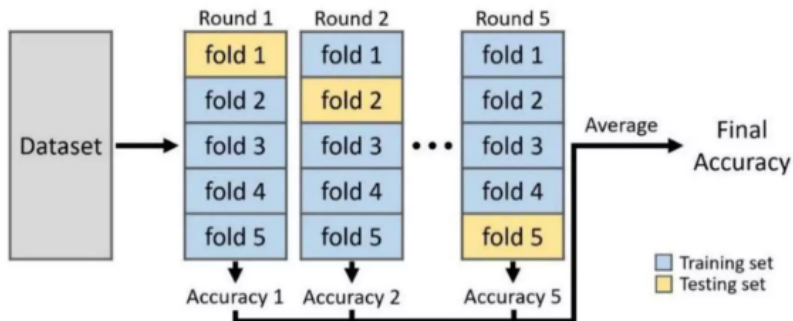 Round 1
Round 2
Round 5
Dataset
fold 1
fold 2
fold 3
fold 4
fold 5
fold 1
fold 2
fold 3
fold 4
fold 5
fold 1
fold 2
fold 3
fold 4
fold 5
Accuracy 1
Accuracy 2
Accuracy 5
Average
Final
Accuracy
Training set
Testing set